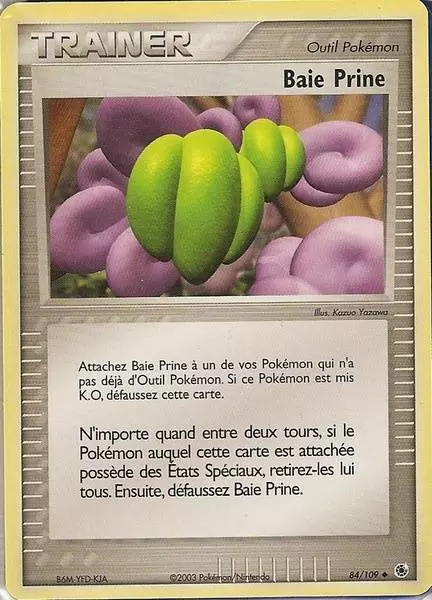 TRAINER
Outil Pokémon
Baie Prine
Illus. Kazuo Yazawa
Attachez Baie Prine à un de vos Pokémon qui n'a
pas déjà d'Outil Pokémon. Si ce Pokémon est mis
K.O, défaussez cette carte.
N'importe quand entre deux tours, si le
Pokémon auquel cette carte est attachée
possède des États Spéciaux, retirez-les lui
tous. Ensuite, défaussez Baie Prine.
B6M YFD-KJA
©2003 Pokémon/Nintendo
84/109